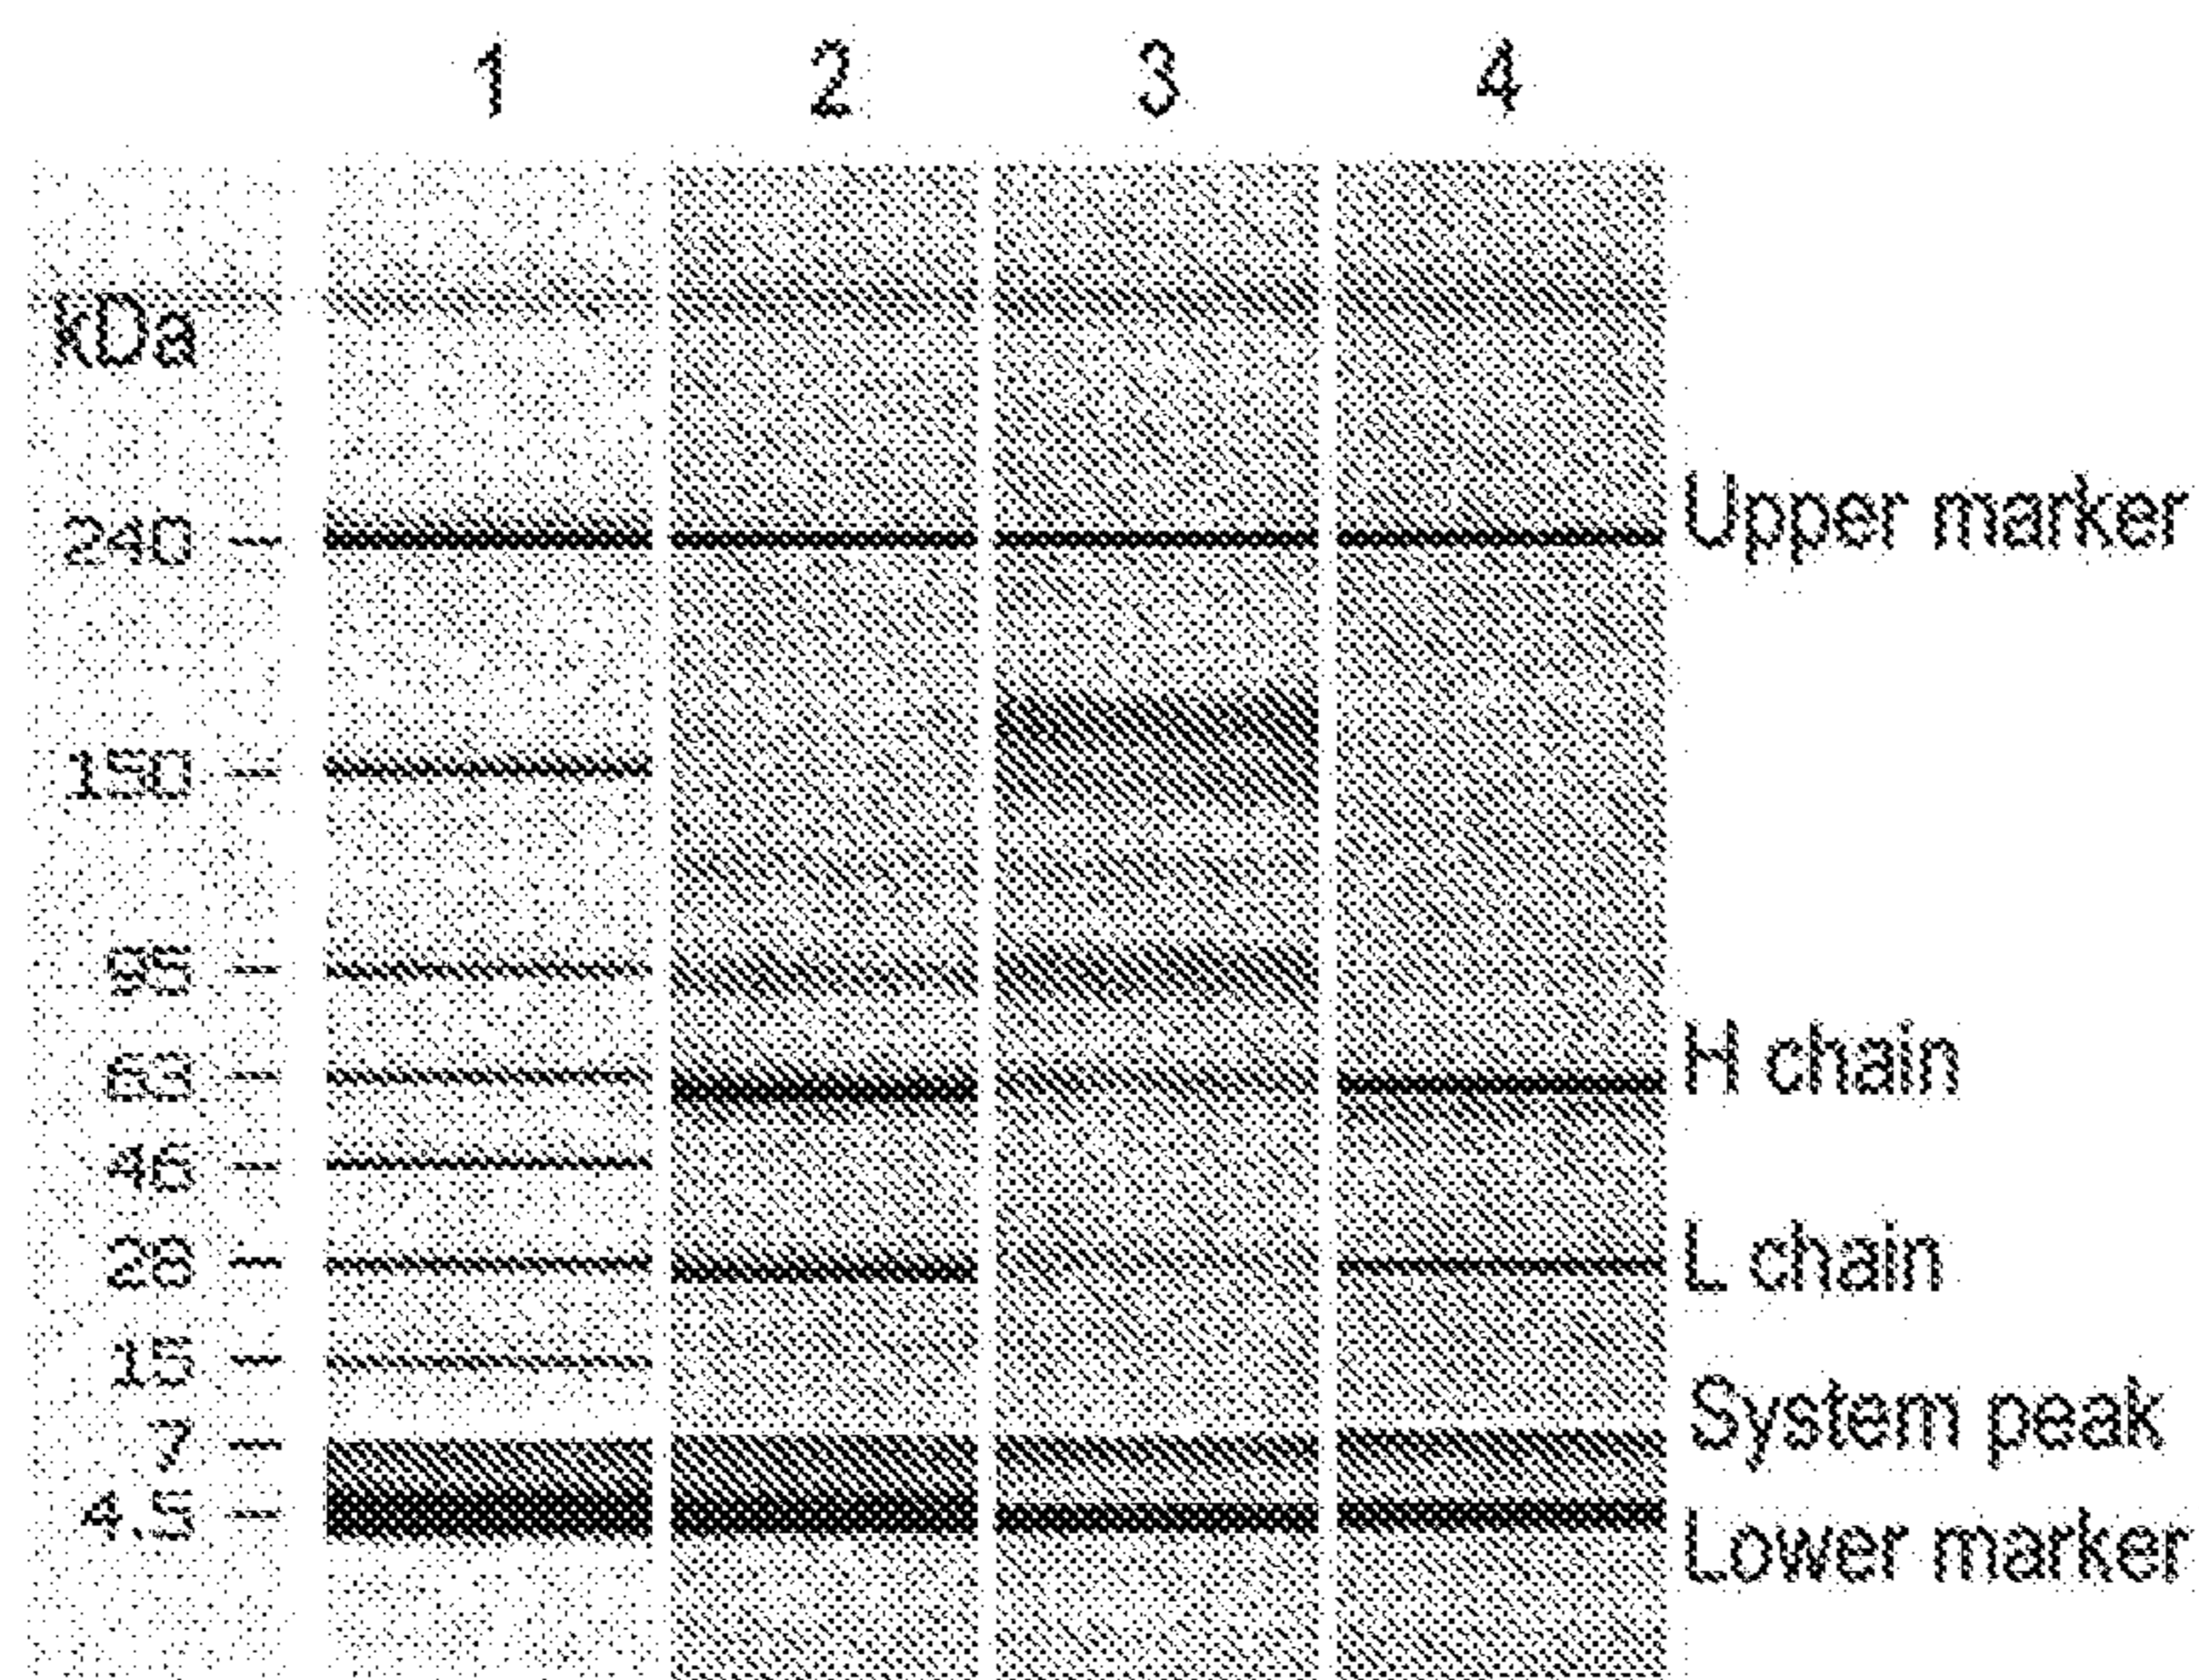 1 2 3 4
kDa
240
Upper marker
150
95
63
H chain
46
28
L chain
15
System peak
7
4.5
Lower marker